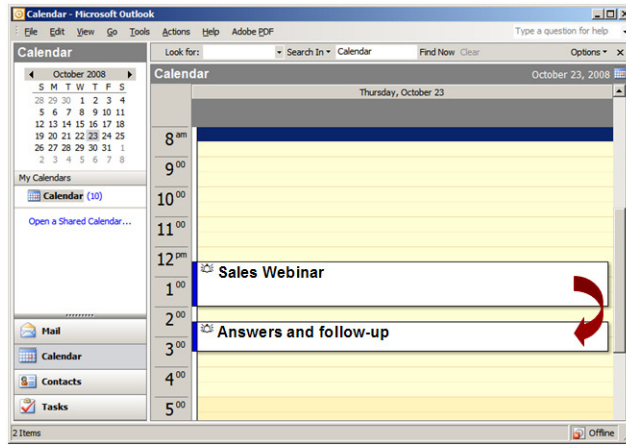 Calendar - Microsoft Outlook
File Edit View Go Tools Actions Help Adobe PDF Type a question for help
Calendar
Look for: Search In Calendar Find Now Clear Options
October 2008
S M T W T F S
28 29 30 1 2 3 4
5 6 7 8 9 10 11
12 13 14 15 16 17 18
19 20 21 22 23 24 25
26 27 28 29 30 31 1
2 3 4 5 6 7 8
My Calendars
Calendar (10)
Open a Shared Calendar...
Mail
Calendar
Contacts
Tasks
Calendar October 23, 2008
Thursday, October 23
8 am
9 00
10 00
11 00
12 pm
Sales Webinar
1 00
2 00
Answers and follow-up
3 00
4 00
5 00
2 Items Offline